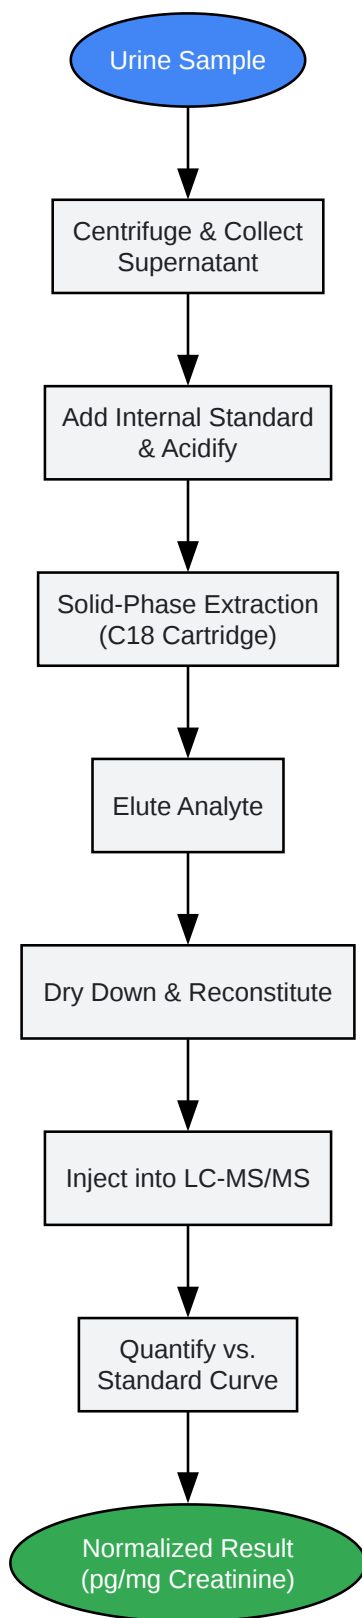 Urine Sample
Centrifuge & Collect
Supernatant
Add Internal Standard
& Acidify
Solid-Phase Extraction
(C18 Cartridge)
Elute Analyte
Dry Down & Reconstitute
Inject into LC-MS/MS
Quantify vs.
Standard Curve
Normalized Result
(pg/mg Creatinine)